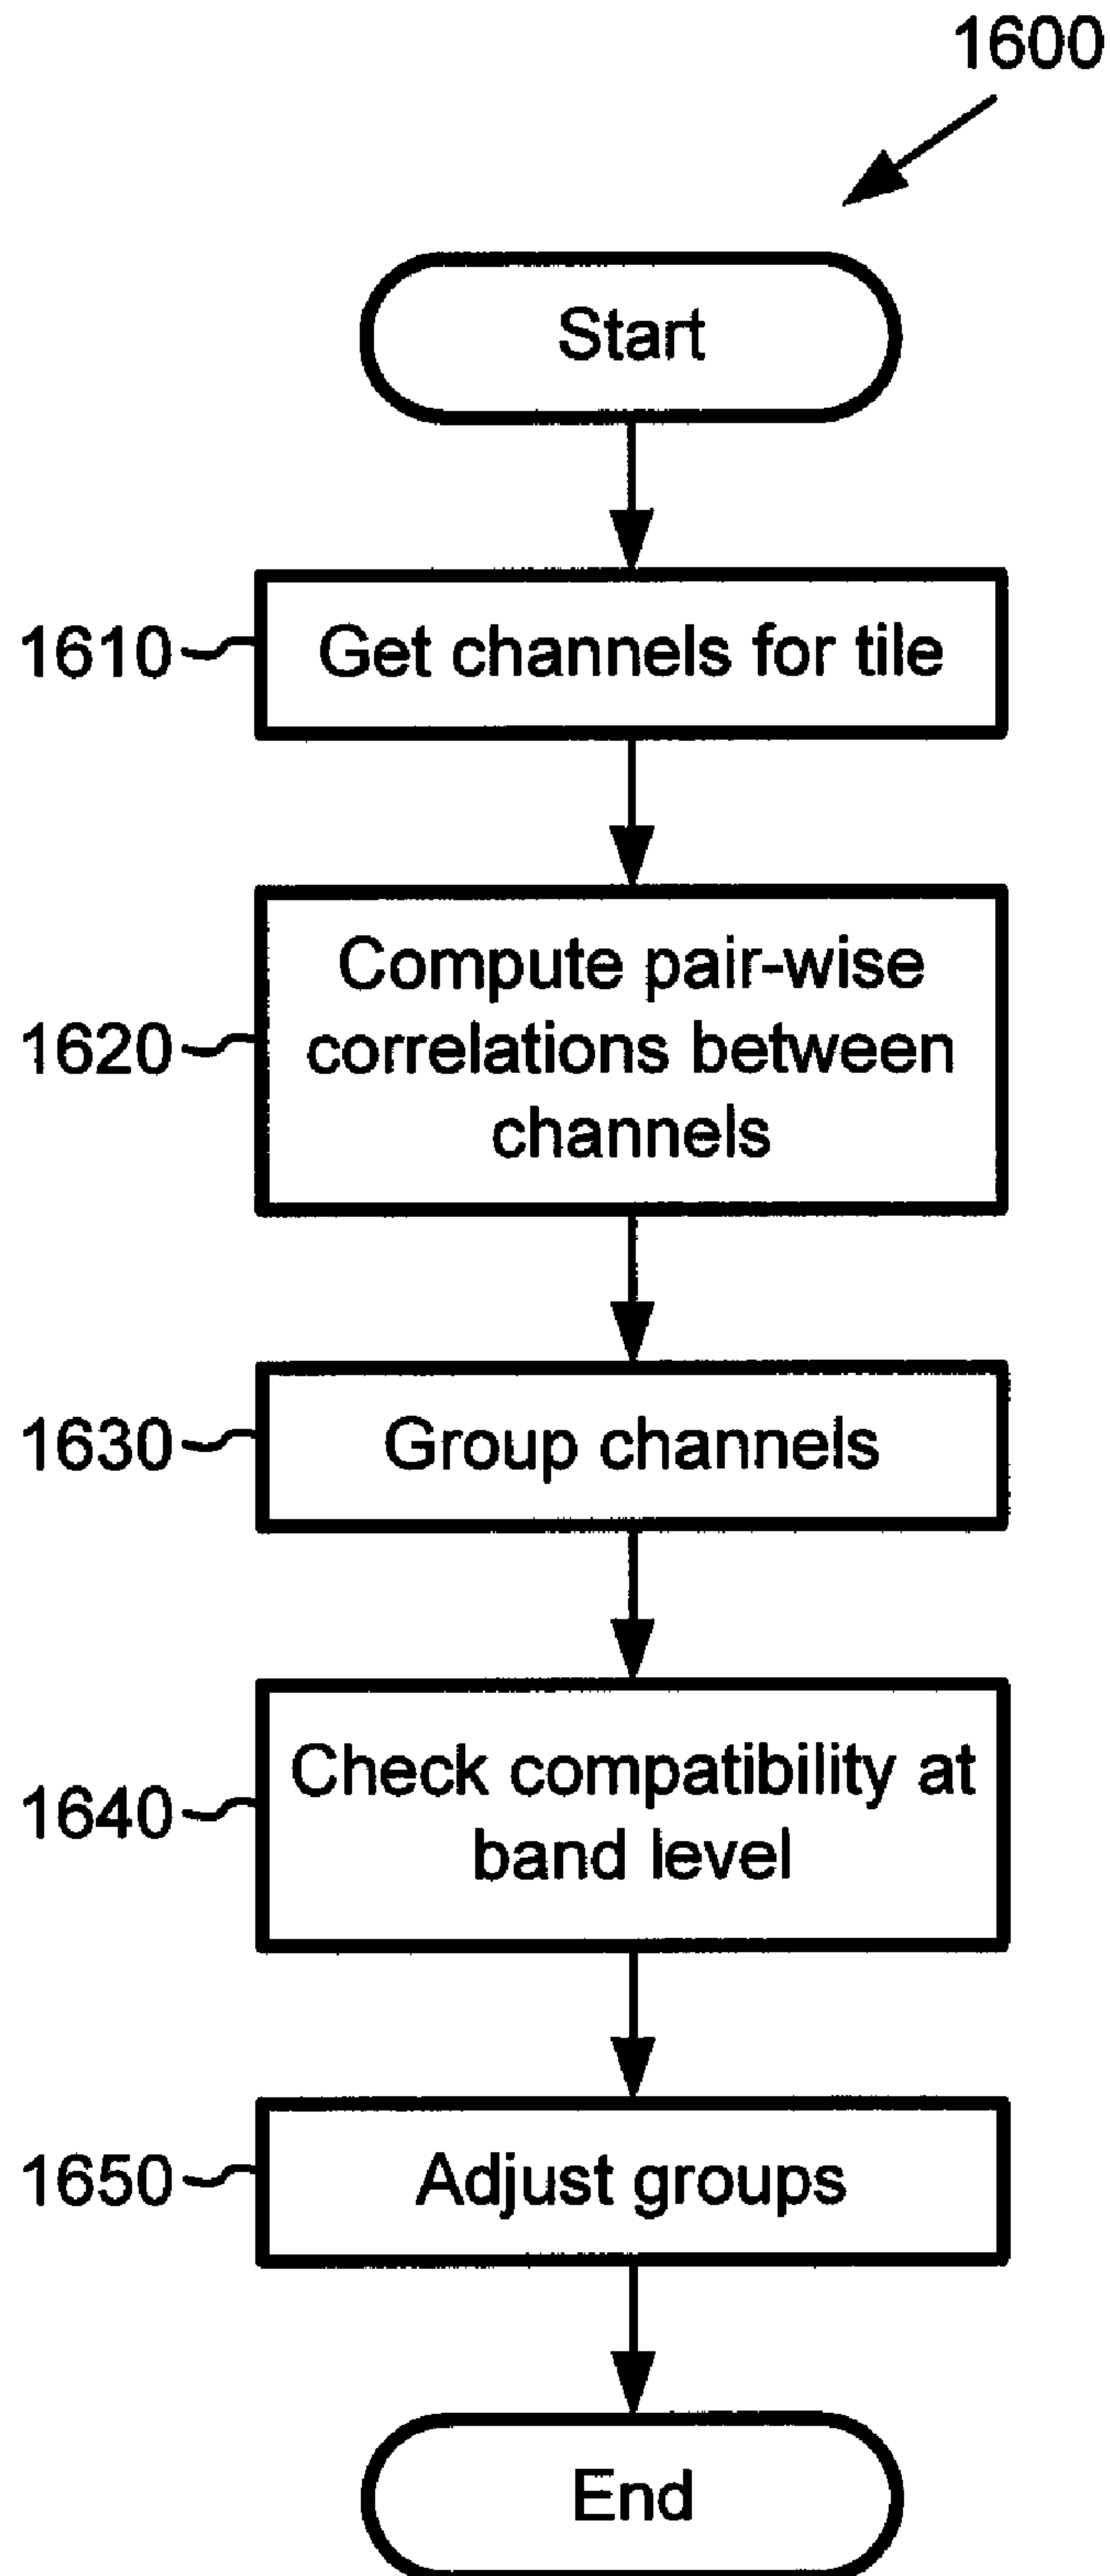 1600
Start
1610
Get channels for tile
1620
Compute pair-wise
correlations between
channels
1630
Group channels
1640
Check compatibility at
band level
1650
Adjust groups
End